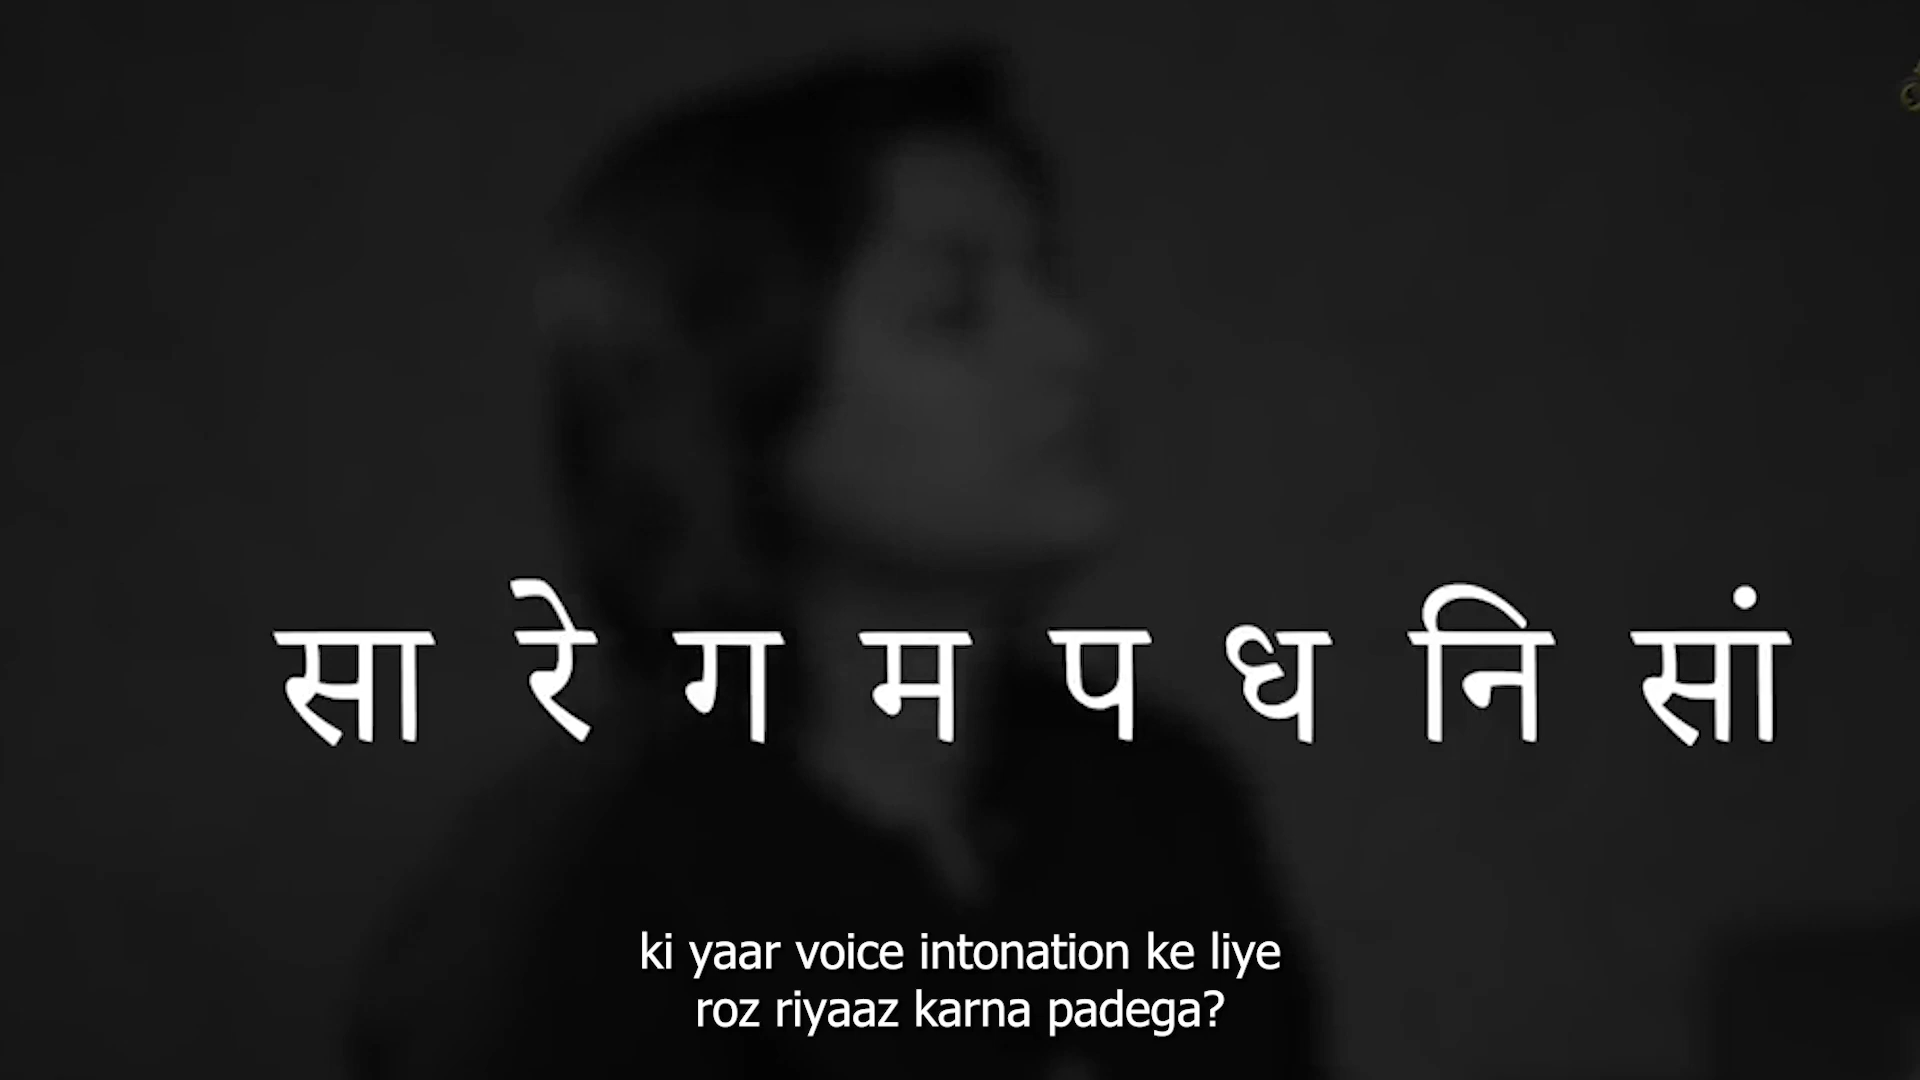 सा रे ग म प ध नि सां
ki yaar voice intonation ke liye
roz riyaaz karna padega?